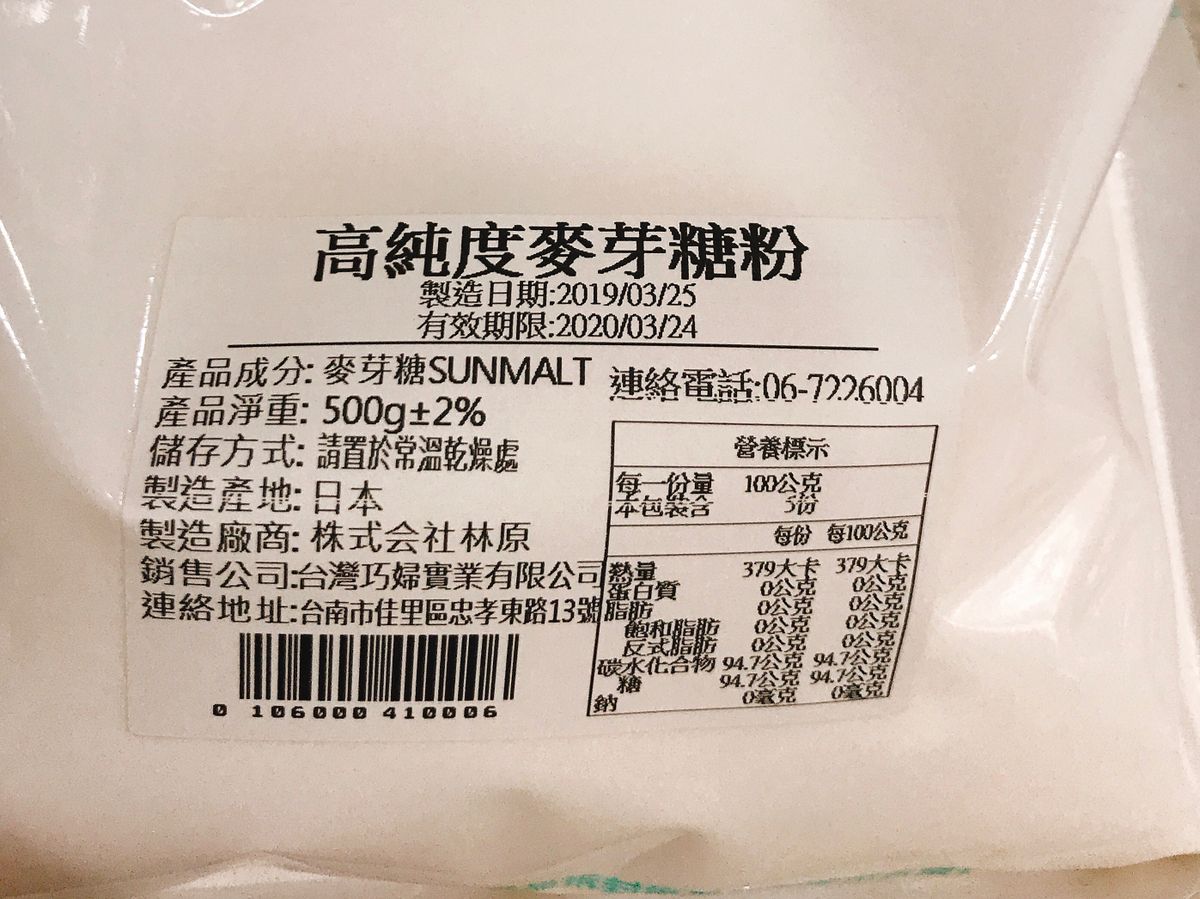 高純度麥芽糖粉
製造日期:2019/03/25
有效期限:2020/03/24
產品成分: 麥芽糖SUNMALT
產品淨重: 500g±2%
儲存方式: 請置於常溫乾燥處
製造產地: 日本
製造廠商: 株式会社林原
銷售公司:台灣巧婦實業有限公司
連絡地址:台南市佳里區忠孝東路13號
0 106000 410006
連絡電話:06-7226004
營養標示
每一份量 100公克
本包裝含 5份
每份 每100公克
熱量 379大卡 379大卡
蛋白質 0公克 0公克
脂肪 0公克 0公克
飽和脂肪 0公克 0公克
反式脂肪 0公克 0公克
碳水化合物 94.7公克 94.7公克
糖 94.7公克 94.7公克
鈉 0毫克 0毫克